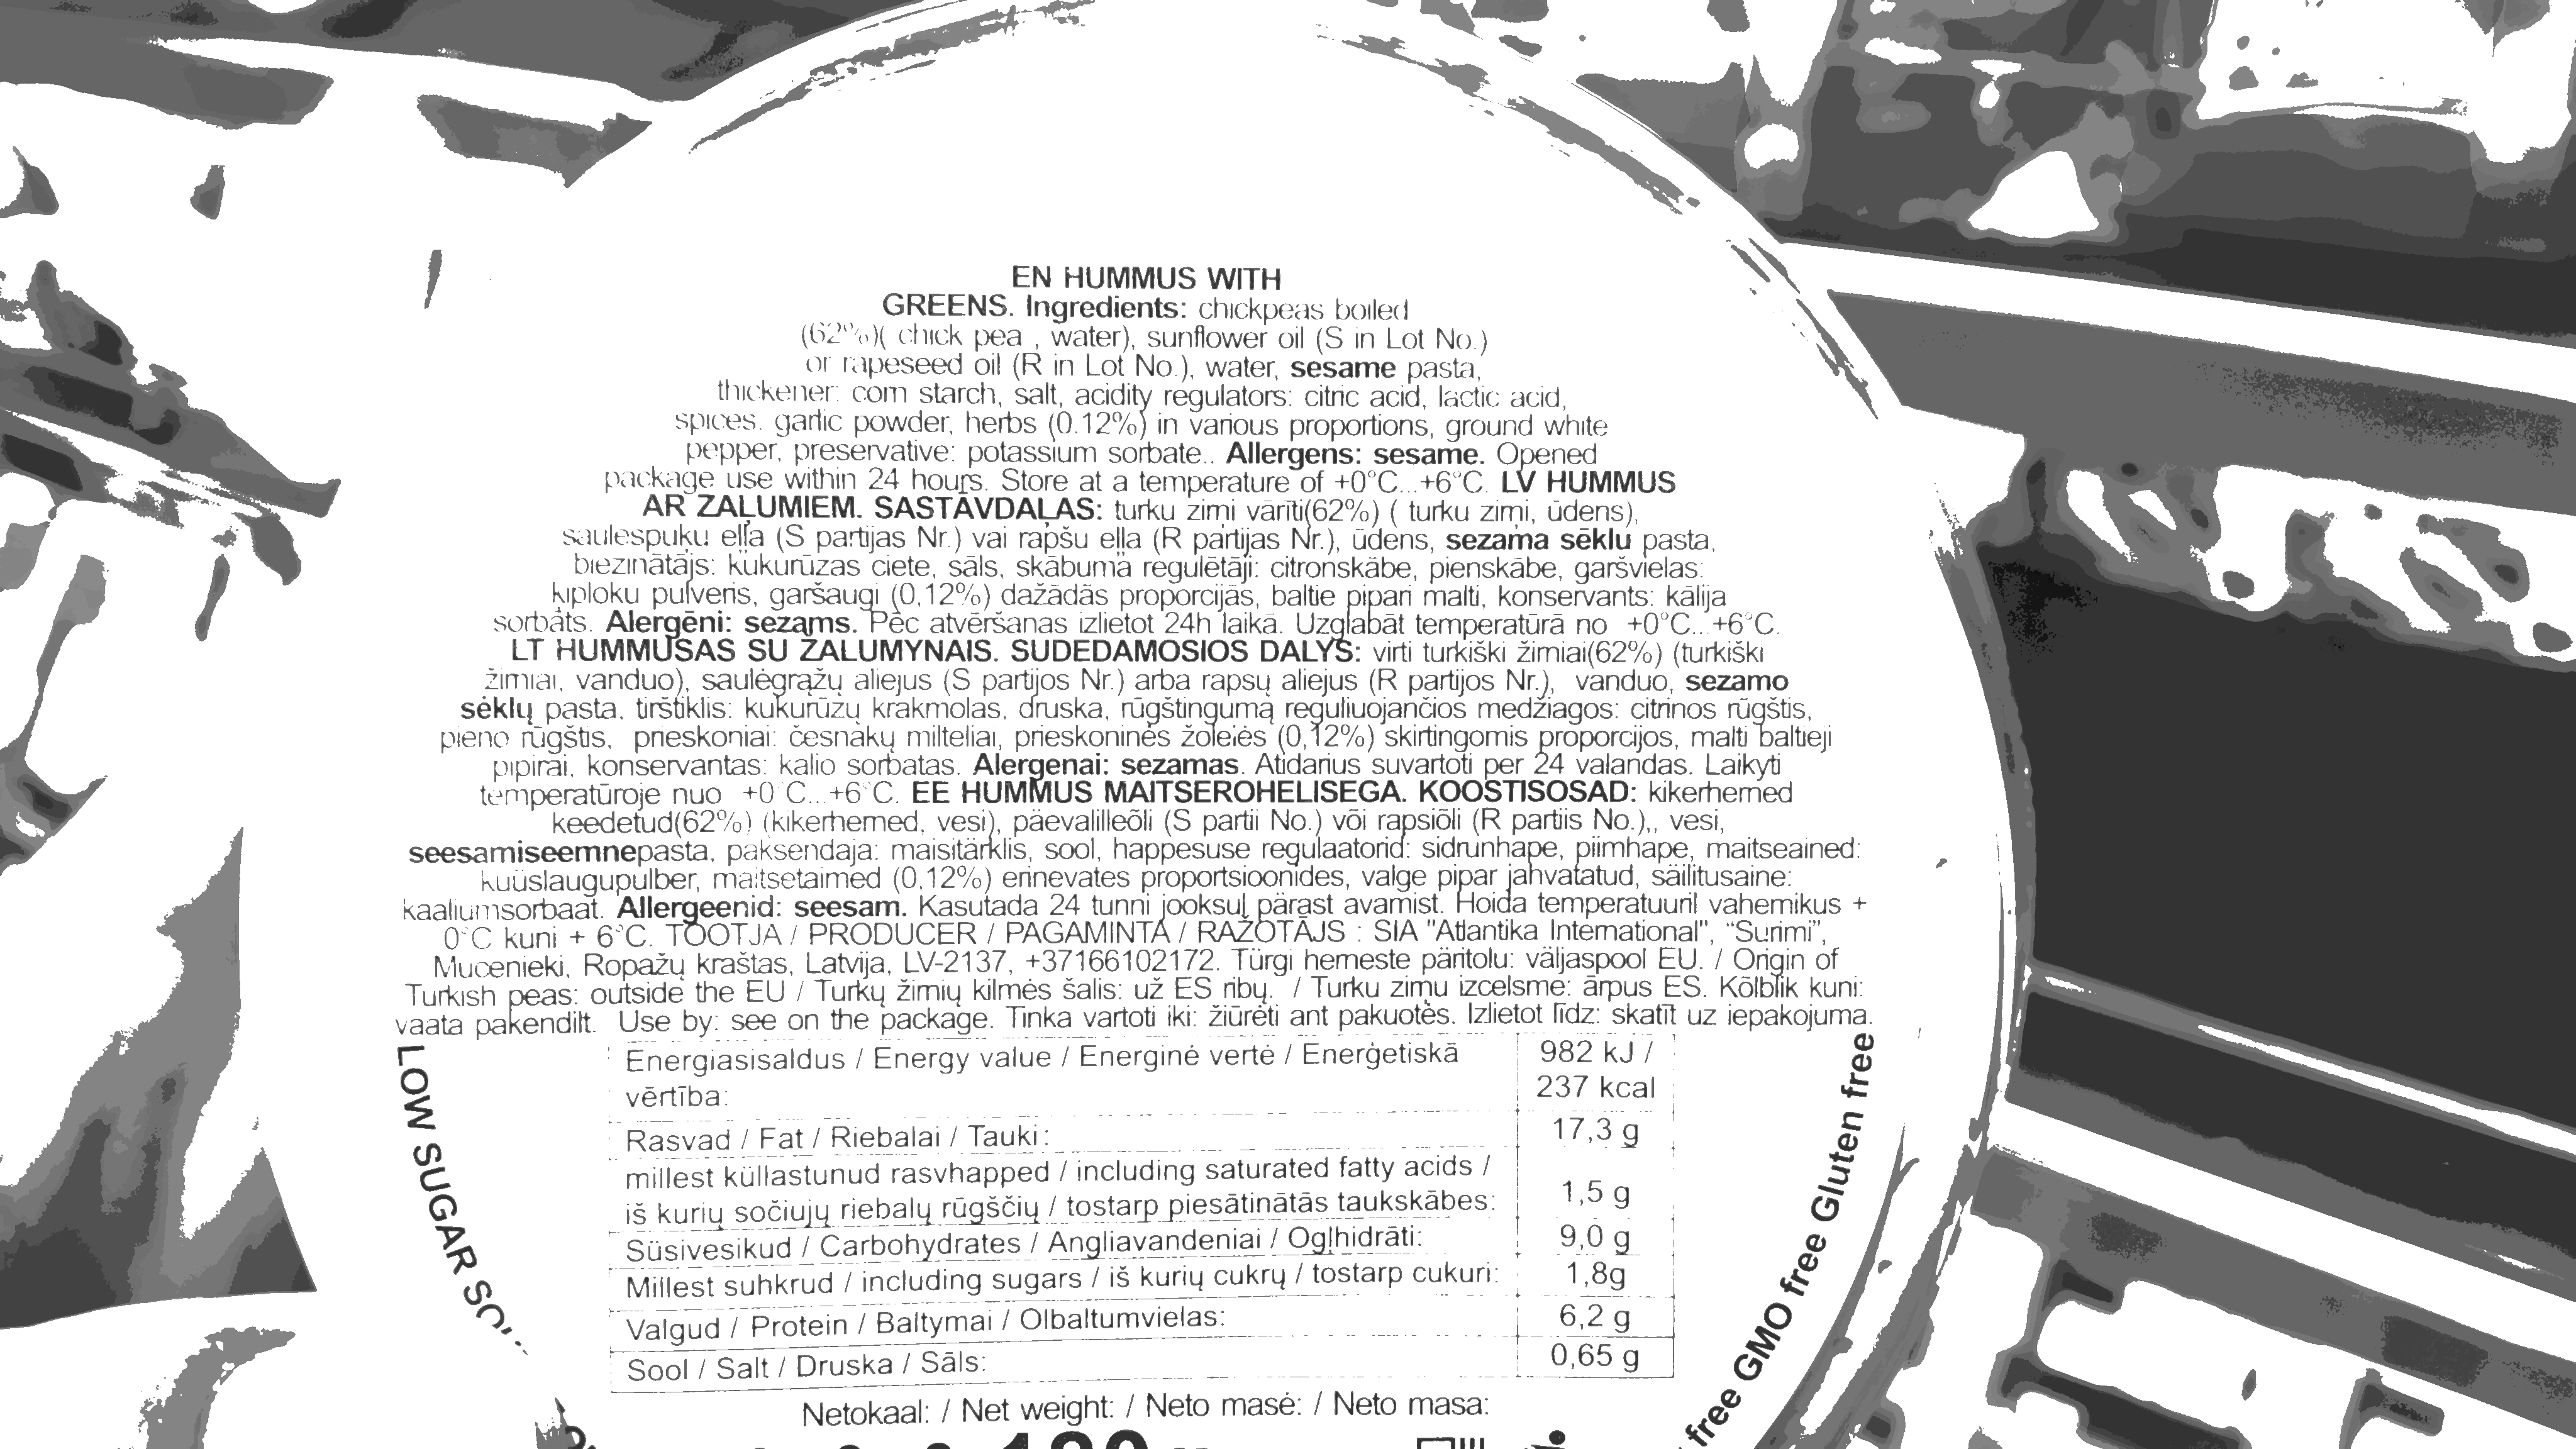 EN HUMMUS WITH
GREENS. Ingredients: chickpeas boiled
(62%)( chick pea , water), sunflower oil (S in Lot No.)
or rapeseed oil (R in Lot No.), water, sesame pasta,
thickener: corn starch, salt, acidity regulators: citric acid, lactic acid,
spices. garlic powder, herbs (0.12%) in various proportions, ground white
pepper, preservative: potassium sorbate.. Allergens: sesame. Opened
package use within 24 hours. Store at a temperature of +0°C...+6°C. LV HUMMUS
AR ZAĻUMIEM. SASTĀVDAĻAS: turku zirņi vārīti(62%) ( turku zirņi, ūdens),
saulespuķu eļļa (S partijas Nr.) vai rapšu eļļa (R partijas Nr.), ūdens, sezama sēklu pasta,
biezinātājs: kukurūzas ciete, sāls, skābuma regulētāji: citronskābe, pienskābe, garšvielas:
ķiploku pulveris, garšaugi (0,12%) dažādās proporcijās, baltie pipari malti, konservants: kālija
sorbāts. Alergēni: sezams. Pēc atvēršanas izlietot 24h laikā. Uzglabāt temperatūrā no +0°C...+6°C.
LT HUMMUSAS SU ŽALUMYNAIS. SUDEDAMOSIOS DALYS: virti turkiški žirniai(62%) (turkiški
žirniai, vanduo), saulėgrąžų aliejus (S partijos Nr.) arba rapsų aliejus (R partijos Nr.), vanduo, sezamo
sėklų pasta, tirštiklis: kukurūzų krakmolas, druska, rūgštingumą reguliuojančios medžiagos: citrinos rūgštis,
pieno rūgštis, prieskoniai: česnakų milteliai, prieskoninės žolelės (0,12%) skirtingomis proporcijos, malti baltieji
pipirai, konservantas: kalio sorbatas. Alergenai: sezamas. Atidarius suvartoti per 24 valandas. Laikyti
temperatūroje nuo +0°C...+6°C. EE HUMMUS MAITSEROHELISEGA. KOOSTISOSAD: kikerherned
keedetud(62%) (kikerherned, vesi), päevalilleõli (S partii No.) või rapsiõli (R partiis No.),, vesi,
seesamiseemnepasta, paksendaja: maisitärklis, sool, happesuse regulaatorid: sidrunhape, piimhape, maitseained:
kuüslaugupulber, maitsetaimed (0,12%) erinevates proportsioonides, valge pipar jahvatatud, säilitusaine:
kaaliumsorbaat. Allergeenid: seesam. Kasutada 24 tunni jooksul pärast avamist. Hoida temperatuuril vahemikus +
0°C kuni + 6°C. TOOTJA / PRODUCER / PAGAMINTA / RAŽOTĀJS : SIA "Atlantika International", “Surimi”,
Mucenieki, Ropažų kraštas, Latvija, LV-2137, +37166102172. Türgi herneste päritolu: väljaspool EU. / Origin of
Turkish peas: outside the EU / Turkų žirnių kilmės šalis: už ES ribų. / Turku zirņu izcelsme: ārpus ES. Kõlblik kuni:
vaata pakendilt. Use by: see on the package. Tinka vartoti iki: žiūrėti ant pakuotės. Izlietot līdz: skatīt uz iepakojuma.
Energiasisaldus / Energy value / Energinė vertė / Enerģetiskā vērtība: 982 kJ / 237 kcal
Rasvad / Fat / Riebalai / Tauki: 17,3 g
millest küllastunud rasvhapped / including saturated fatty acids /
iš kurių sočiųjų riebalų rūgščių / tostarp piesātinātās taukskābes: 1,5 g
Süsivesikud / Carbohydrates / Angliavandeniai / Ogļhidrāti: 9,0 g
Millest suhkrud / including sugars / iš kurių cukrų / tostarp cukuri: 1,8g
Valgud / Protein / Baltymai / Olbaltumvielas: 6,2 g
Sool / Salt / Druska / Sāls: 0,65 g
Netokaal: / Net weight: / Neto masė: / Neto masa:
LOW SUGAR
free GMO free Gluten free